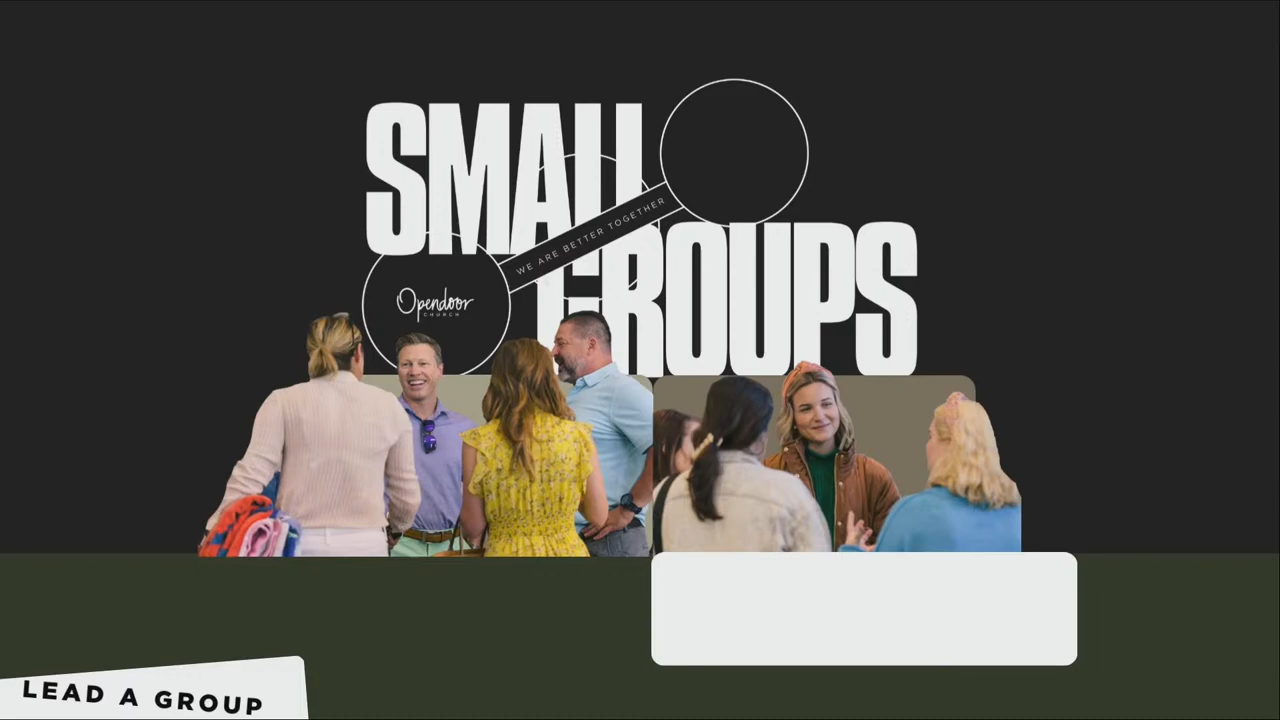 SMALL
WE ARE BETTER TOGETHER
GROUPS
Opendoor
CHURCH
LEAD A GROUP